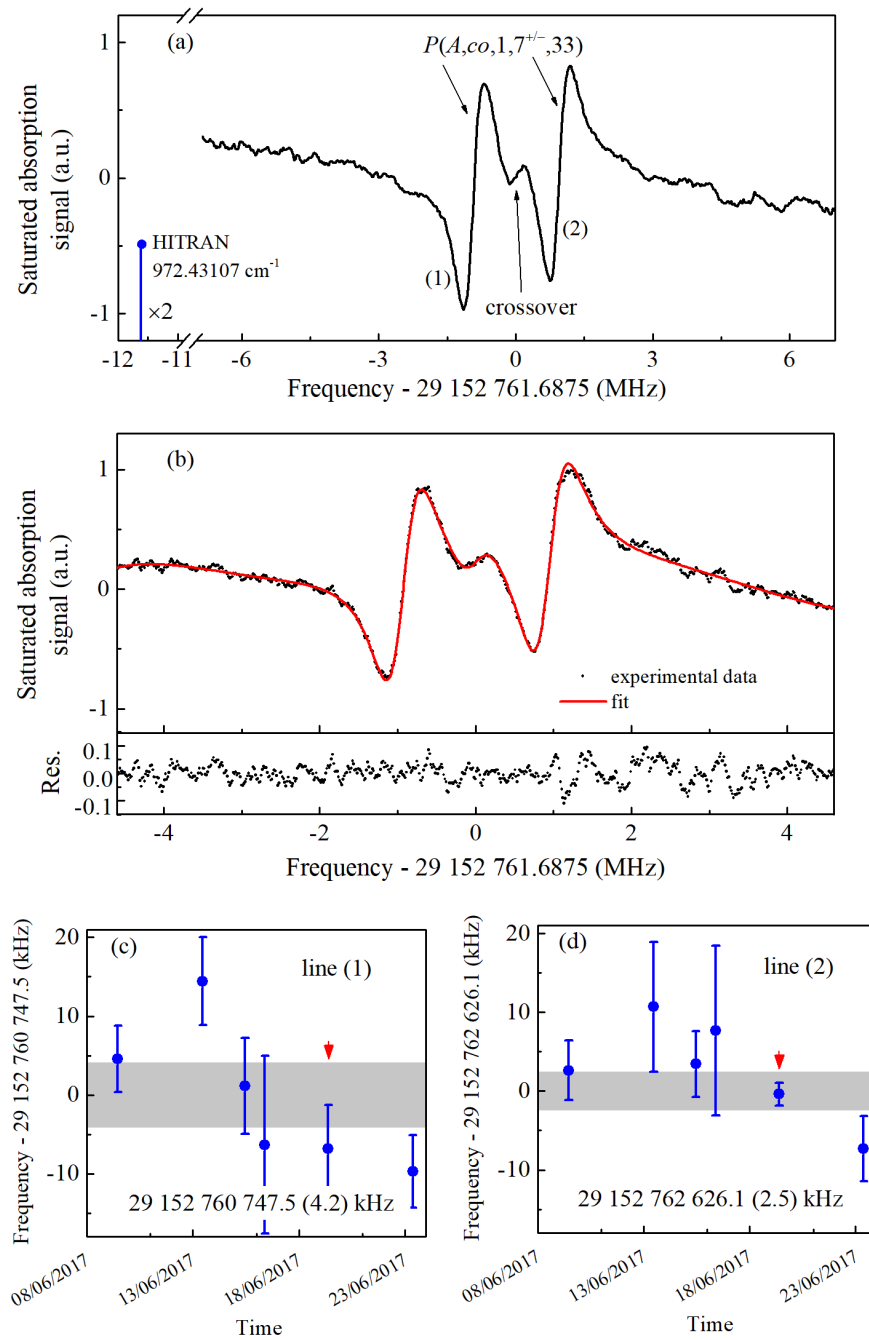 (a)
P(A,co,1,7+/−,33)
Saturated absorption
signal (a.u.)
1
0
-1
HITRAN
972.43107 cm-1
×2
(1)
(2)
crossover
-12 -11 -6 -3 0 3 6
Frequency - 29 152 761.6875 (MHz)
(b)
Saturated absorption
signal (a.u.)
1
0
-1
experimental data
fit
Res.
0.1
0.0
-0.1
-4 -2 0 2 4
Frequency - 29 152 761.6875 (MHz)
(c)
line (1)
Frequency - 29 152 760 747.5 (kHz)
20
10
0
-10
29 152 760 747.5 (4.2) kHz
08/06/2017 13/06/2017 18/06/2017 23/06/2017
Time
(d)
line (2)
Frequency - 29 152 762 626.1 (kHz)
20
10
0
-10
29 152 762 626.1 (2.5) kHz
08/06/2017 13/06/2017 18/06/2017 23/06/2017
Time